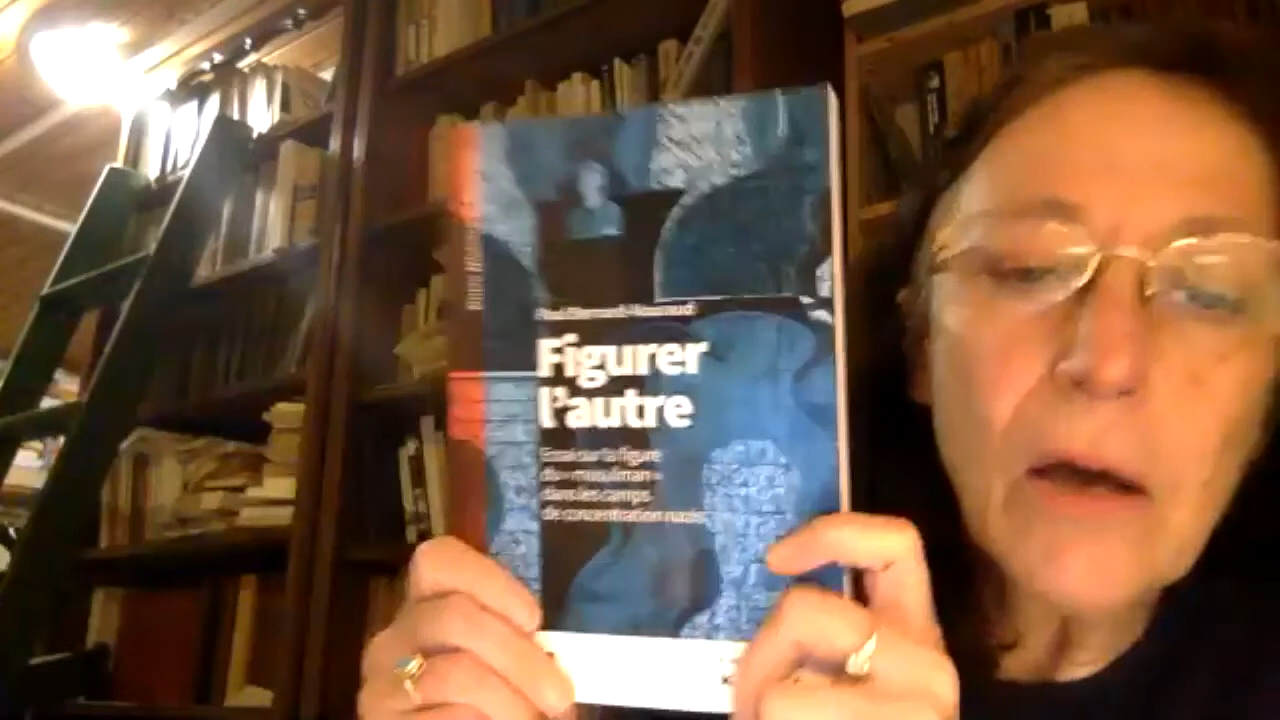 Figurer
l'autre
Essai sur la figure
du « musulman »
dans les camps
de concentration nazis